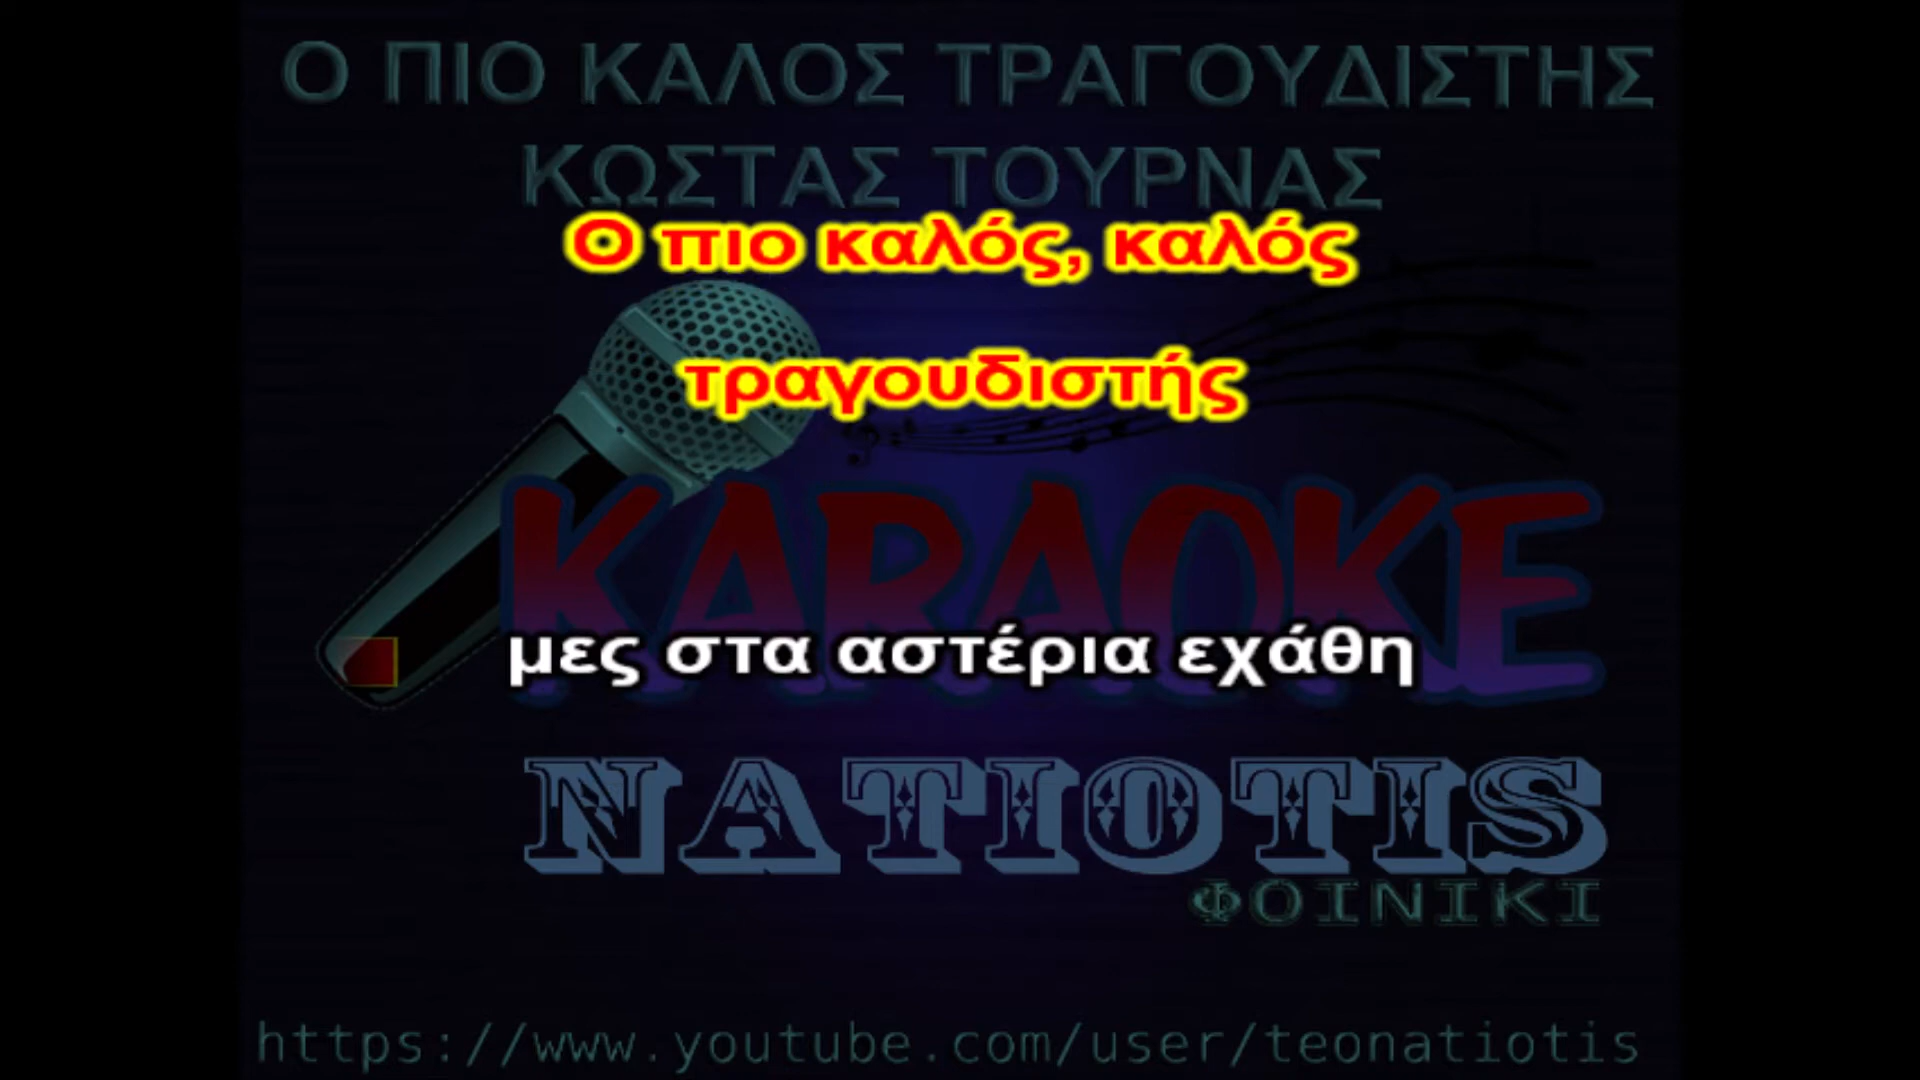 Ο ΠΙΟ ΚΑΛΟΣ ΤΡΑΓΟΥΔΙΣΤΗΣ
ΚΩΣΤΑΣ ΤΟΥΡΝΑΣ
Ο πιο καλός, καλός
τραγουδιστής
KARAOKE
μες στα αστέρια εχάθη
NATIOTIS
ΦΟΙΝΙΚΙ
https://www.youtube.com/user/teonatiotis